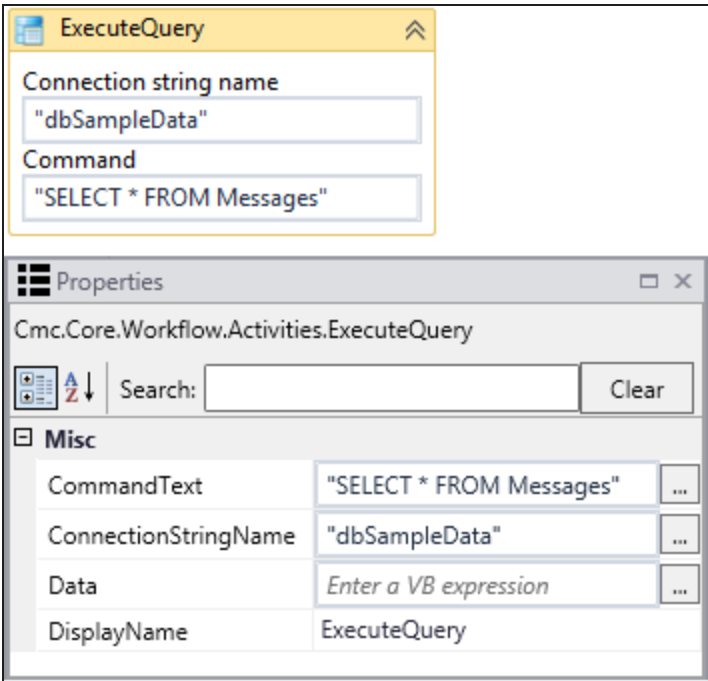 ExecuteQuery
Connection string name
"dbSampleData"
Command
"SELECT * FROM Messages"
Properties
Cmc.Core.Workflow.Activities.ExecuteQuery
A
Z
Search:
Clear
Misc
CommandText "SELECT * FROM Messages" ...
ConnectionStringName "dbSampleData" ...
Data Enter a VB expression ...
DisplayName ExecuteQuery